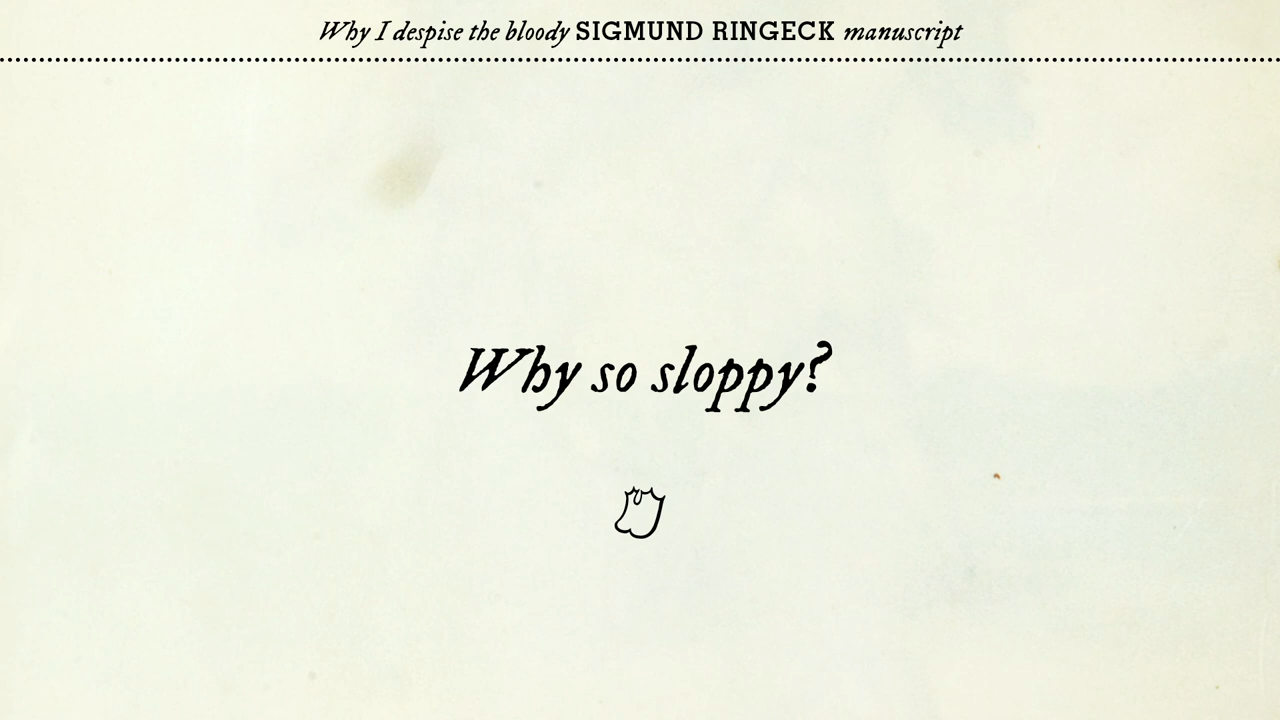 Why I despise the bloody SIGMUND RINGECK manuscript
Why so sloppy?